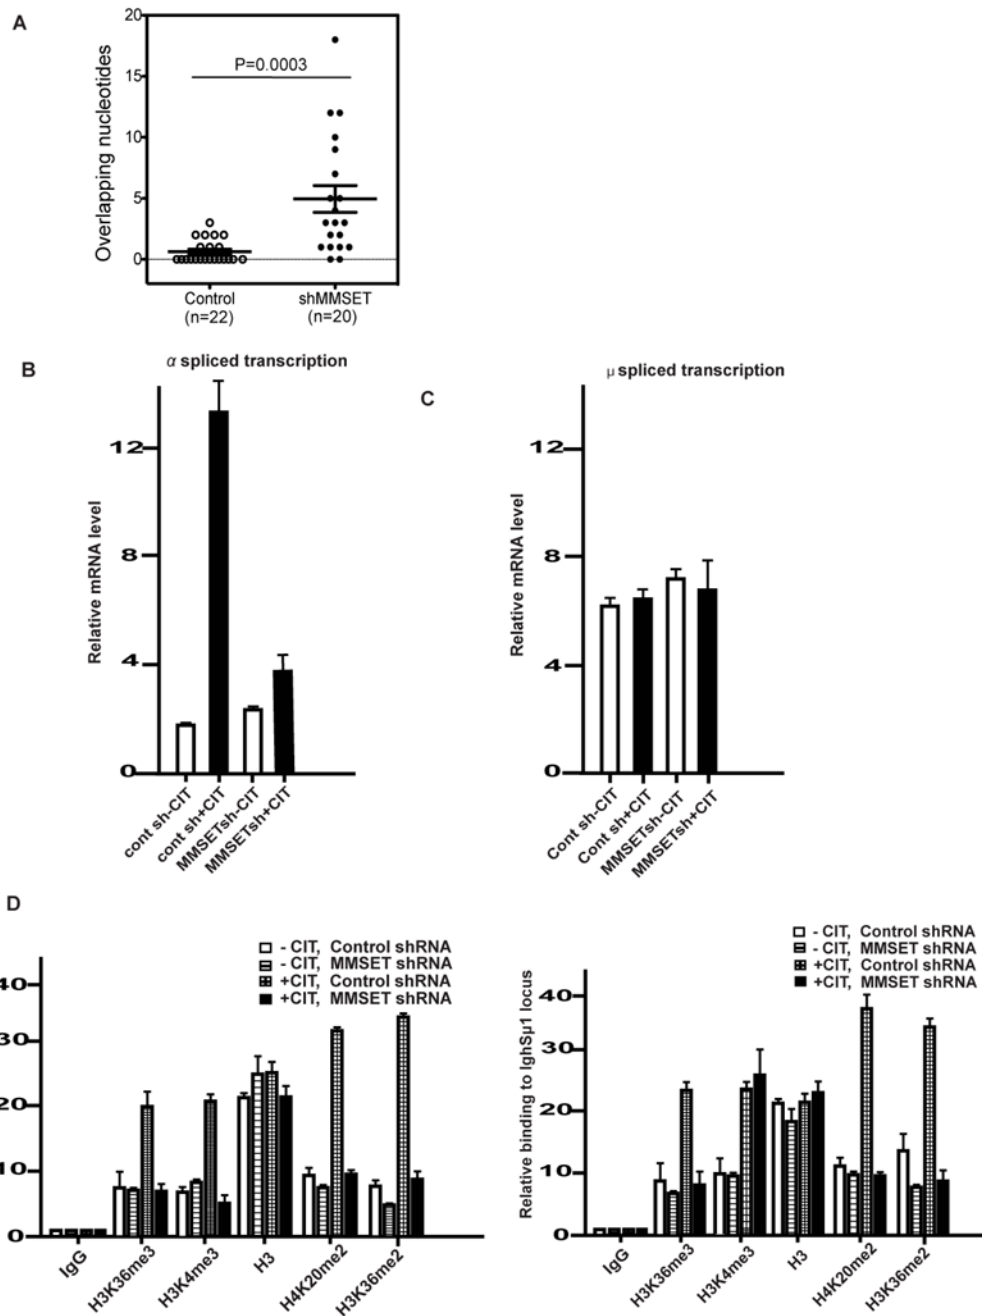 A
20
15
10
5
0
Overlapping nucleotides
P=0.0003
Control
(n=22)
shMMSET
(n=20)
B
α spliced transcription
12
8
4
0
Relative mRNA level
cont sh-CIT
cont sh+CIT
MMSETsh-CIT
MMSETsh+CIT
C
μ spliced transcription
12
8
4
0
Relative mRNA level
Cont sh-CIT
Cont sh+CIT
MMSETsh-CIT
MMSETsh+CIT
D
- CIT, Control shRNA
- CIT, MMSET shRNA
+CIT, Control shRNA
+CIT, MMSET shRNA
40
30
20
10
0
IgG
H3K36me3
H3K4me3
H3
H4K20me2
H3K36me2
- CIT, Control shRNA
- CIT, MMSET shRNA
+CIT, Control shRNA
+CIT, MMSET shRNA
Relative binding to IghSμ1 locus
40
30
20
10
0
IgG
H3K36me3
H3K4me3
H3
H4K20me2
H3K36me2